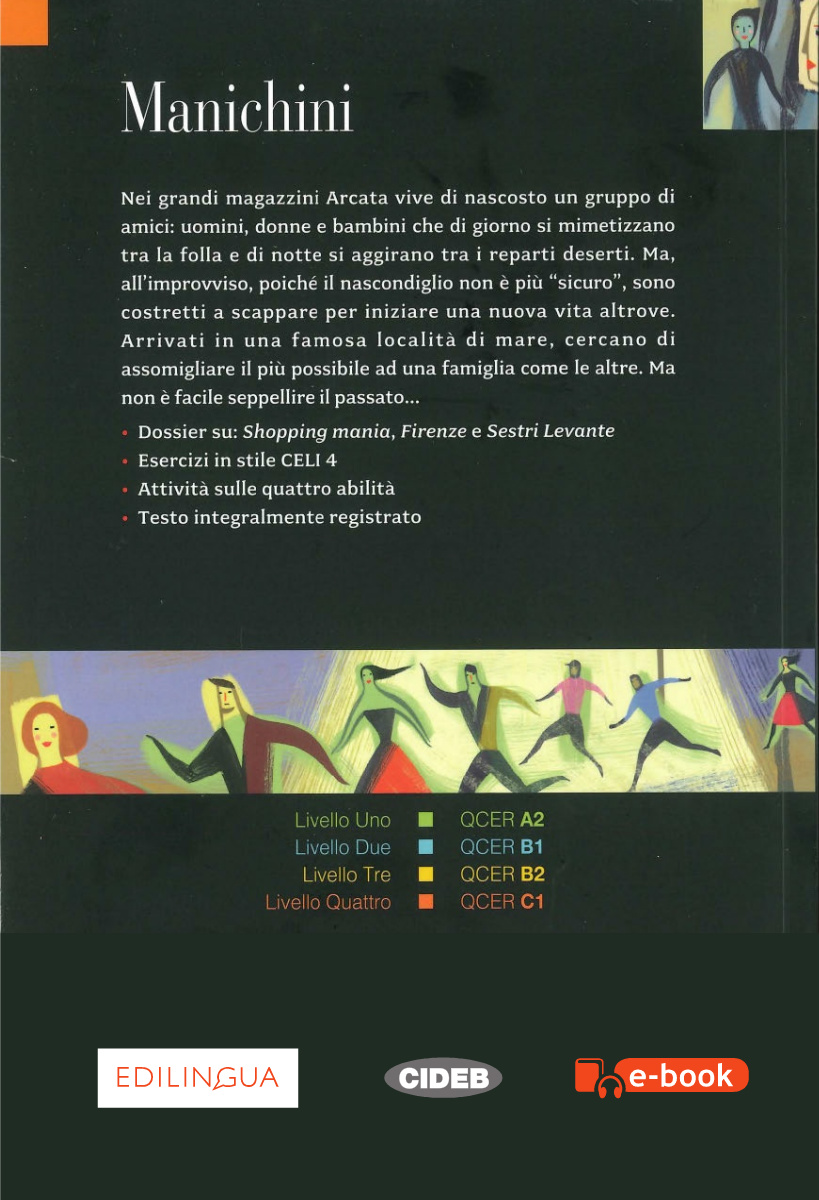 Manichini
Nei grandi magazzini Arcata vive di nascosto un gruppo di
amici: uomini, donne e bambini che di giorno si mimetizzano
tra la folla e di notte si aggirano tra i reparti deserti. Ma,
all'improvviso, poiché il nascondiglio non è più “sicuro”, sono
costretti a scappare per iniziare una nuova vita altrove.
Arrivati in una famosa località di mare, cercano di
assomigliare il più possibile ad una famiglia come le altre. Ma
non è facile seppellire il passato...
• Dossier su: Shopping mania, Firenze e Sestri Levante
• Esercizi in stile CELI 4
• Attività sulle quattro abilità
• Testo integralmente registrato
Livello Uno QCER A2
Livello Due QCER B1
Livello Tre QCER B2
Livello Quattro QCER C1
EDILINGUA
CIDEB
e-book